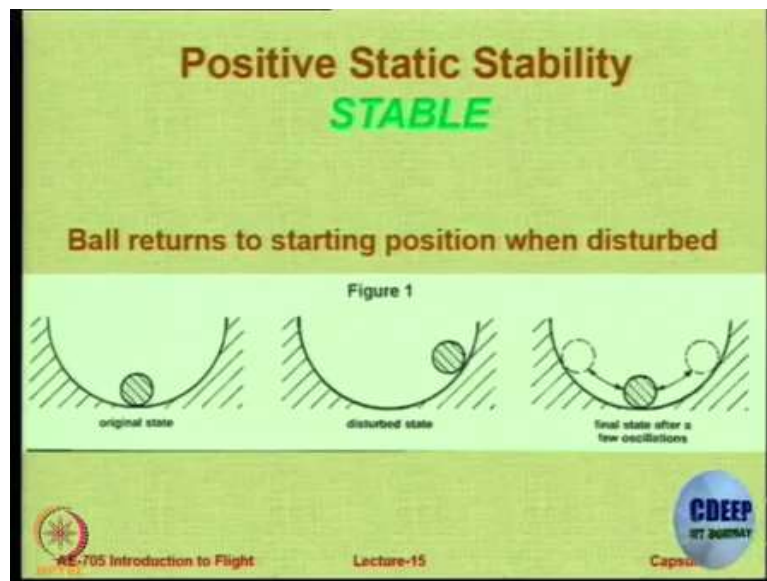 Positive Static Stability
STABLE
Ball returns to starting position when disturbed
Figure 1
original state
disturbed state
final state after a
few oscillations
CDEEP
IIT BOMBAY
AE-705 Introduction to Flight
Lecture-15
NPTEL